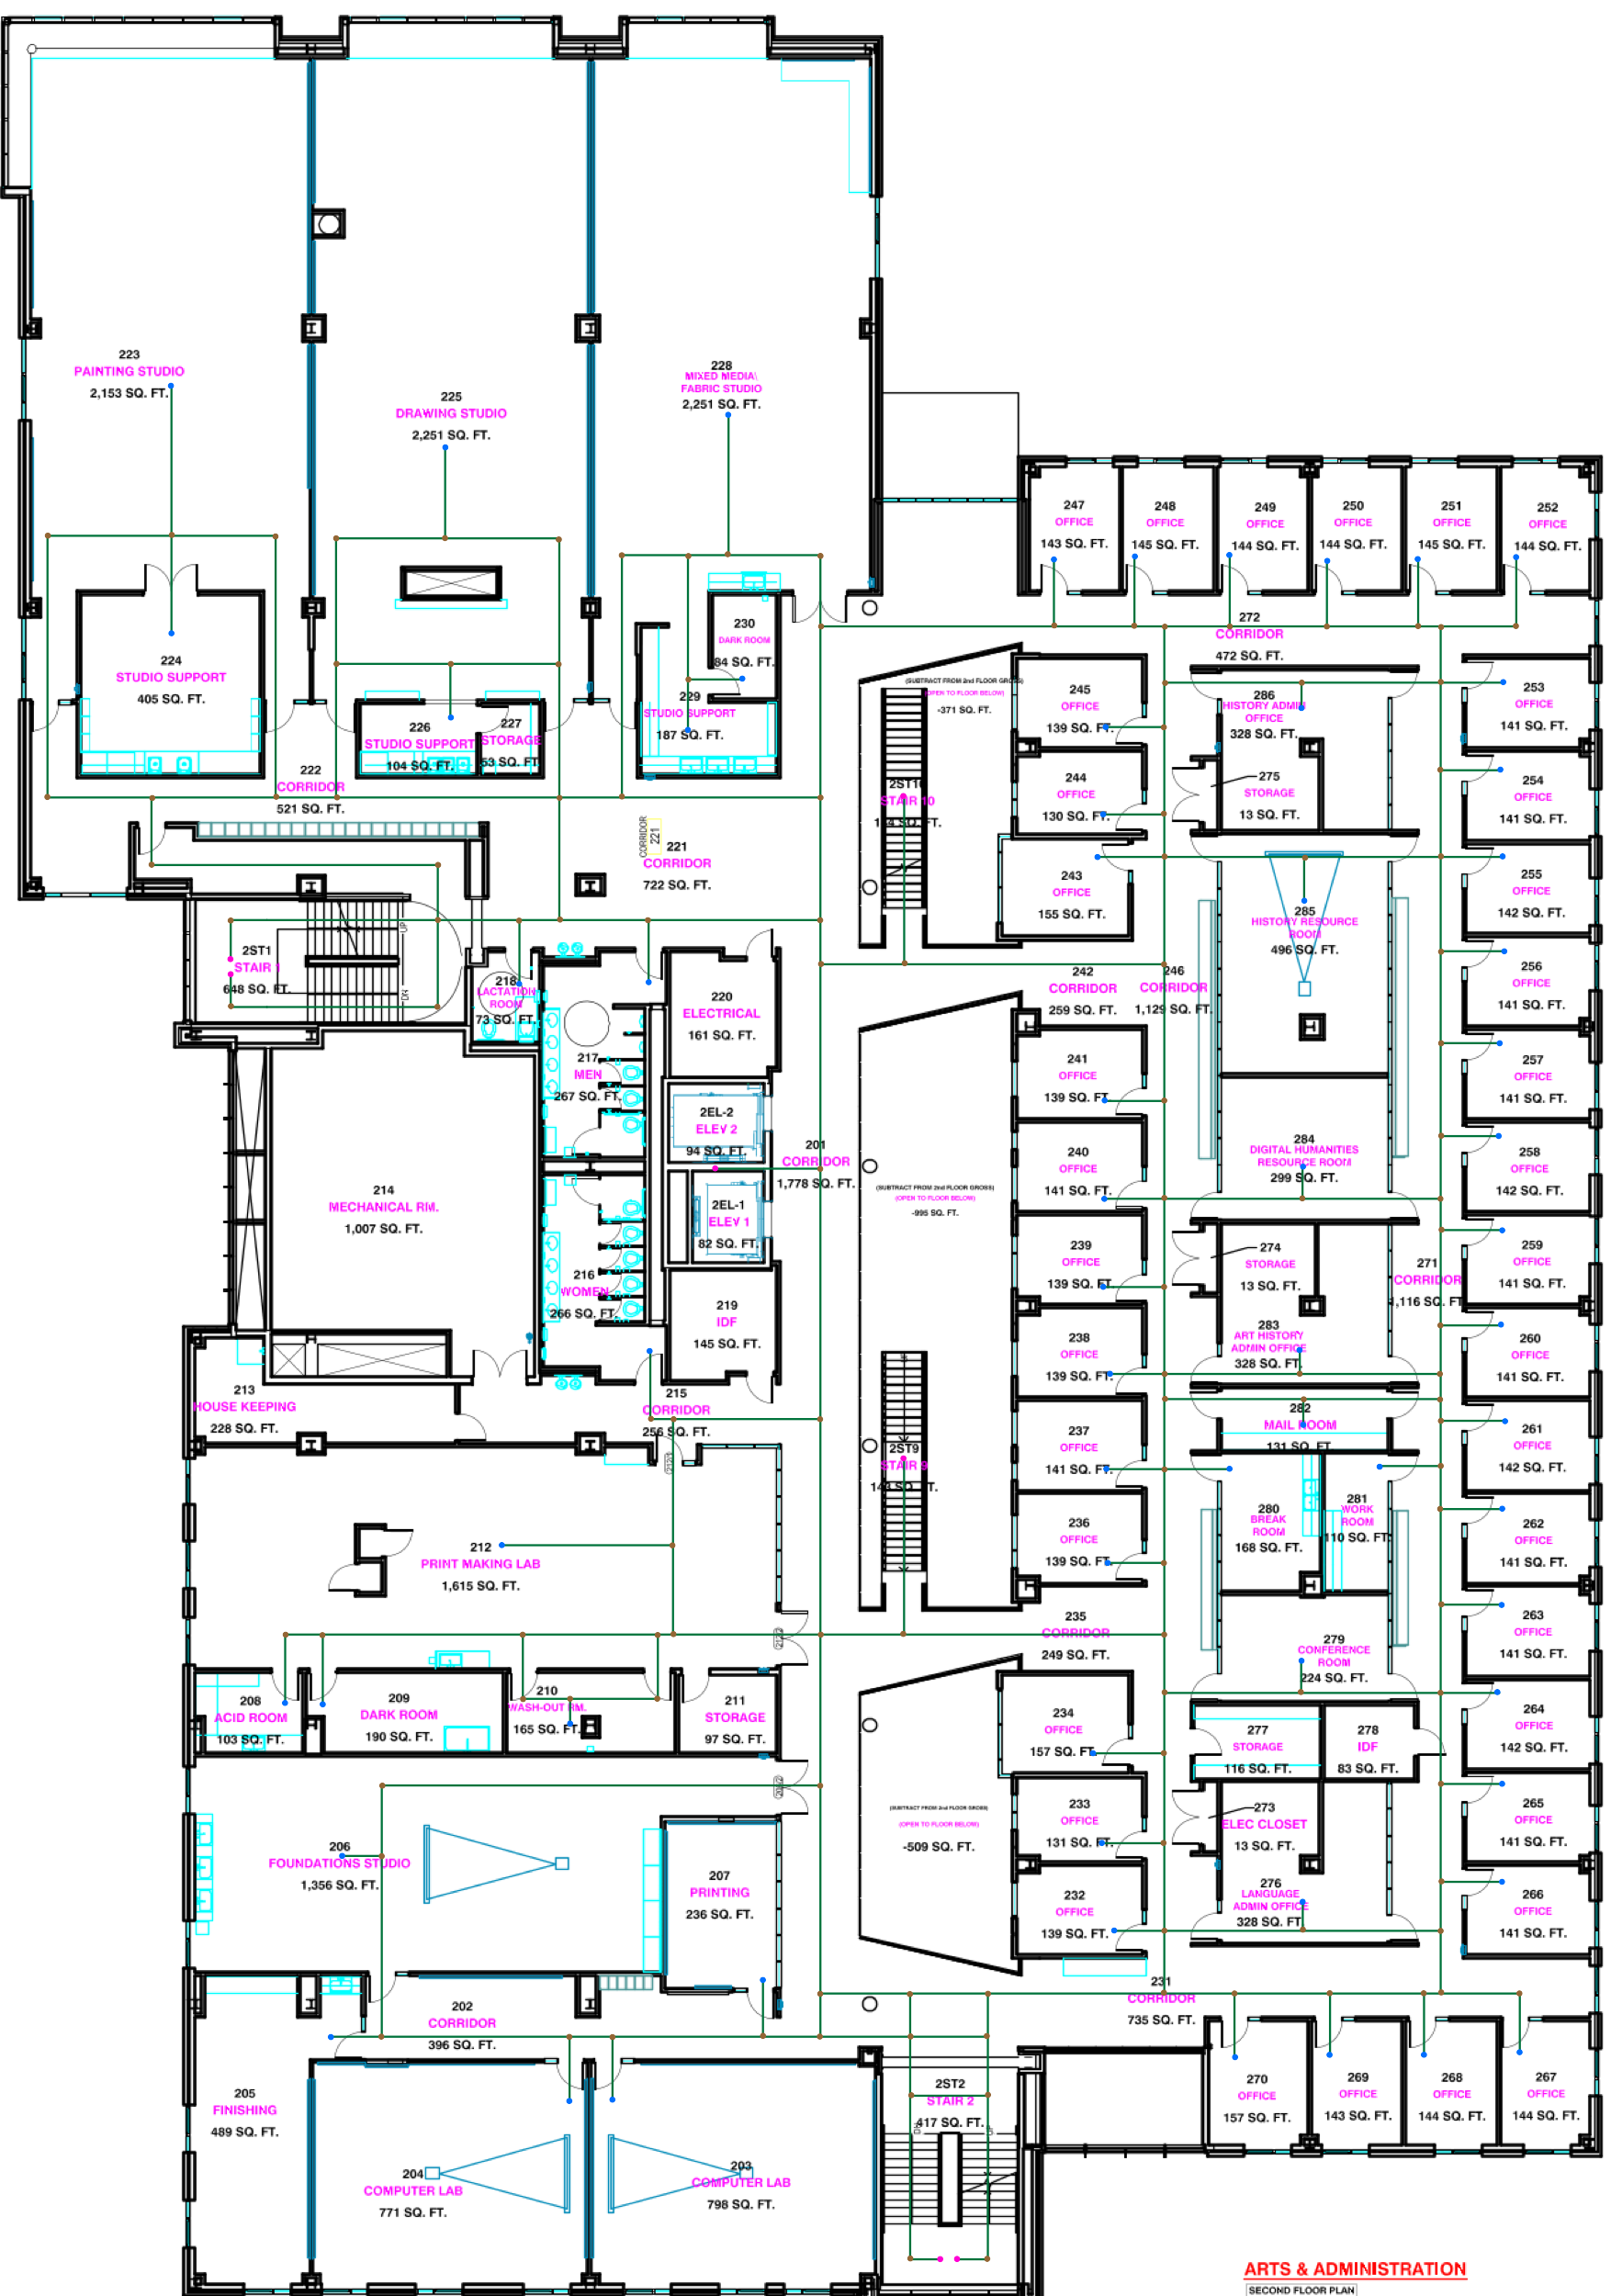 223
PAINTING STUDIO
2,153 SQ. FT.
225
DRAWING STUDIO
2,251 SQ. FT.
228
MIXED MEDIA\
FABRIC STUDIO
2,251 SQ. FT.
247
OFFICE
143 SQ. FT.
248
OFFICE
145 SQ. FT.
249
OFFICE
144 SQ. FT.
250
OFFICE
144 SQ. FT.
251
OFFICE
145 SQ. FT.
252
OFFICE
144 SQ. FT.
272
CORRIDOR
472 SQ. FT.
224
STUDIO SUPPORT
405 SQ. FT.
230
DARK ROOM
84 SQ. FT.
229
STUDIO SUPPORT
187 SQ. FT.
226
STUDIO SUPPORT
104 SQ. FT.
227
STORAGE
53 SQ. FT.
222
CORRIDOR
521 SQ. FT.
CORRIDOR
221
221
CORRIDOR
722 SQ. FT.
(SUBTRACT FROM 2nd FLOOR GROSS)
(OPEN TO FLOOR BELOW)
-371 SQ. FT.
2ST10
STAIR 10
SQ. FT.
245
OFFICE
139 SQ. FT.
244
OFFICE
130 SQ. FT.
243
OFFICE
155 SQ. FT.
286
HISTORY ADMIN
OFFICE
328 SQ. FT.
275
STORAGE
13 SQ. FT.
285
HISTORY RESOURCE
ROOM
496 SQ. FT.
253
OFFICE
141 SQ. FT.
254
OFFICE
141 SQ. FT.
255
OFFICE
142 SQ. FT.
256
OFFICE
141 SQ. FT.
257
OFFICE
141 SQ. FT.
258
OFFICE
142 SQ. FT.
259
OFFICE
141 SQ. FT.
260
OFFICE
141 SQ. FT.
261
OFFICE
142 SQ. FT.
262
OFFICE
141 SQ. FT.
263
OFFICE
141 SQ. FT.
264
OFFICE
142 SQ. FT.
265
OFFICE
141 SQ. FT.
266
OFFICE
141 SQ. FT.
2ST1
STAIR 1
648 SQ. FT.
UP
DN
218
LACTATION
ROOM
73 SQ. FT.
220
ELECTRICAL
161 SQ. FT.
217
MEN
267 SQ. FT.
2EL-2
ELEV 2
94 SQ. FT.
2EL-1
ELEV 1
82 SQ. FT.
201
CORRIDOR
1,778 SQ. FT.
214
MECHANICAL RM.
1,007 SQ. FT.
216
WOMEN
266 SQ. FT.
219
IDF
145 SQ. FT.
242
CORRIDOR
259 SQ. FT.
246
CORRIDOR
1,129 SQ. FT.
241
OFFICE
139 SQ. FT.
240
OFFICE
141 SQ. FT.
239
OFFICE
139 SQ. FT.
238
OFFICE
139 SQ. FT.
237
OFFICE
141 SQ. FT.
236
OFFICE
139 SQ. FT.
(SUBTRACT FROM 2nd FLOOR GROSS)
(OPEN TO FLOOR BELOW)
-995 SQ. FT.
284
DIGITAL HUMANITIES
RESOURCE ROOM
299 SQ. FT.
274
STORAGE
13 SQ. FT.
271
CORRIDOR
1,116 SQ. FT.
283
ART HISTORY
ADMIN OFFICE
328 SQ. FT.
282
MAIL ROOM
131 SQ. FT.
280
BREAK
ROOM
168 SQ. FT.
281
WORK
ROOM
110 SQ. FT.
213
HOUSE KEEPING
228 SQ. FT.
215
CORRIDOR
256 SQ. FT.
212/1
2ST9
STAIR 9
SQ. FT.
212
PRINT MAKING LAB
1,615 SQ. FT.
212/2
235
CORRIDOR
249 SQ. FT.
279
CONFERENCE
ROOM
224 SQ. FT.
208
ACID ROOM
103 SQ. FT.
209
DARK ROOM
190 SQ. FT.
210
WASH-OUT RM.
165 SQ. FT.
211
STORAGE
97 SQ. FT.
234
OFFICE
157 SQ. FT.
277
STORAGE
116 SQ. FT.
278
IDF
83 SQ. FT.
(SUBTRACT FROM 2nd FLOOR GROSS)
(OPEN TO FLOOR BELOW)
-509 SQ. FT.
233
OFFICE
131 SQ. FT.
232
OFFICE
139 SQ. FT.
273
ELEC CLOSET
13 SQ. FT.
276
LANGUAGE
ADMIN OFFICE
328 SQ. FT.
206
FOUNDATIONS STUDIO
1,356 SQ. FT.
207
PRINTING
236 SQ. FT.
202
CORRIDOR
396 SQ. FT.
231
CORRIDOR
735 SQ. FT.
205
FINISHING
489 SQ. FT.
204
COMPUTER LAB
771 SQ. FT.
203
COMPUTER LAB
798 SQ. FT.
2ST2
STAIR 2
417 SQ. FT.
270
OFFICE
157 SQ. FT.
269
OFFICE
143 SQ. FT.
268
OFFICE
144 SQ. FT.
267
OFFICE
144 SQ. FT.
ARTS & ADMINISTRATION
SECOND FLOOR PLAN